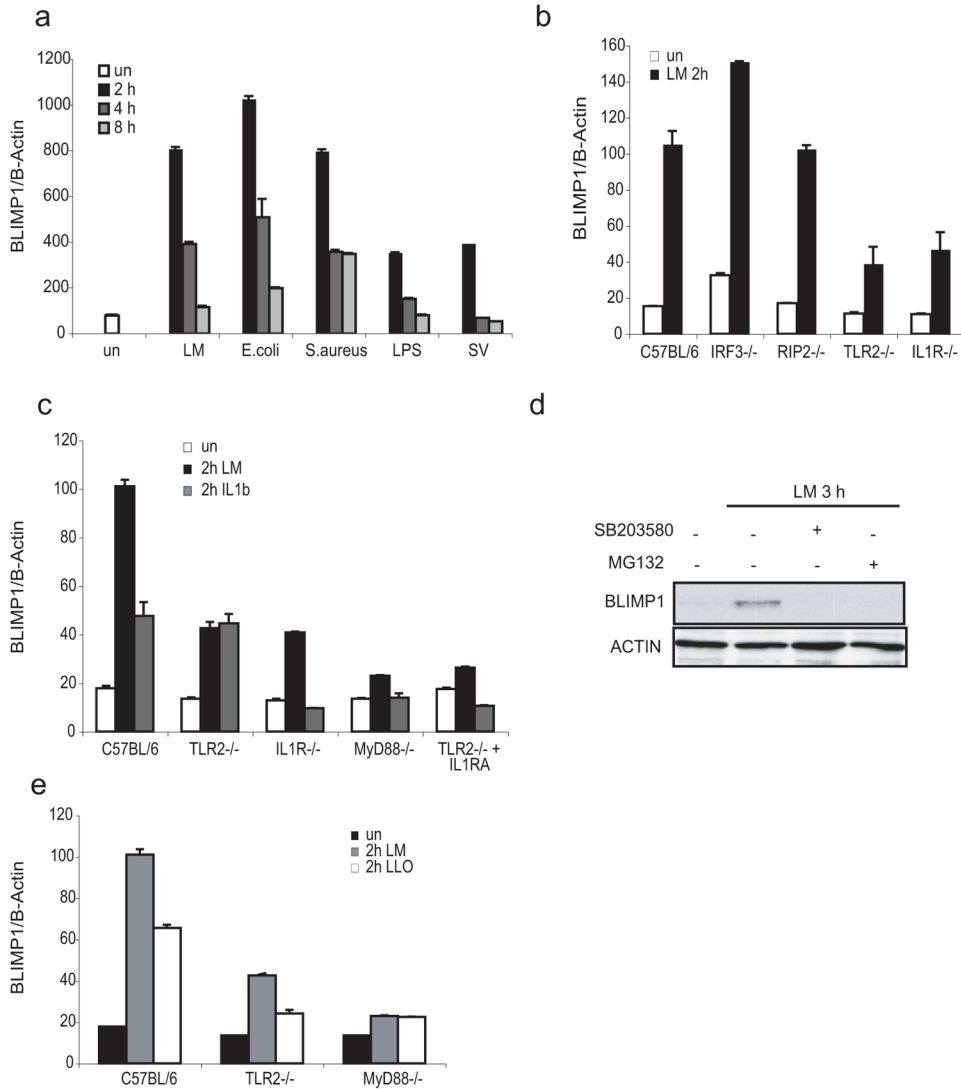 a
1200
1000
800
600
400
200
0
BLIMP1/B-Actin
un
2 h
4 h
8 h
un LM E.coli S.aureus LPS SV
b
160
140
120
100
80
60
40
20
0
BLIMP1/B-Actin
un
LM 2h
C57BL/6 IRF3-/- RIP2-/- TLR2-/- IL1R-/-
c
120
100
80
60
40
20
0
BLIMP1/B-Actin
un
2h LM
2h IL1b
C57BL/6 TLR2-/- IL1R-/- MyD88-/- TLR2-/- +
IL1RA
d
LM 3 h
SB203580 - - + -
MG132 - - - +
BLIMP1
ACTIN
e
120
100
80
60
40
20
0
BLIMP1/B-Actin
un
2h LM
2h LLO
C57BL/6 TLR2-/- MyD88-/-